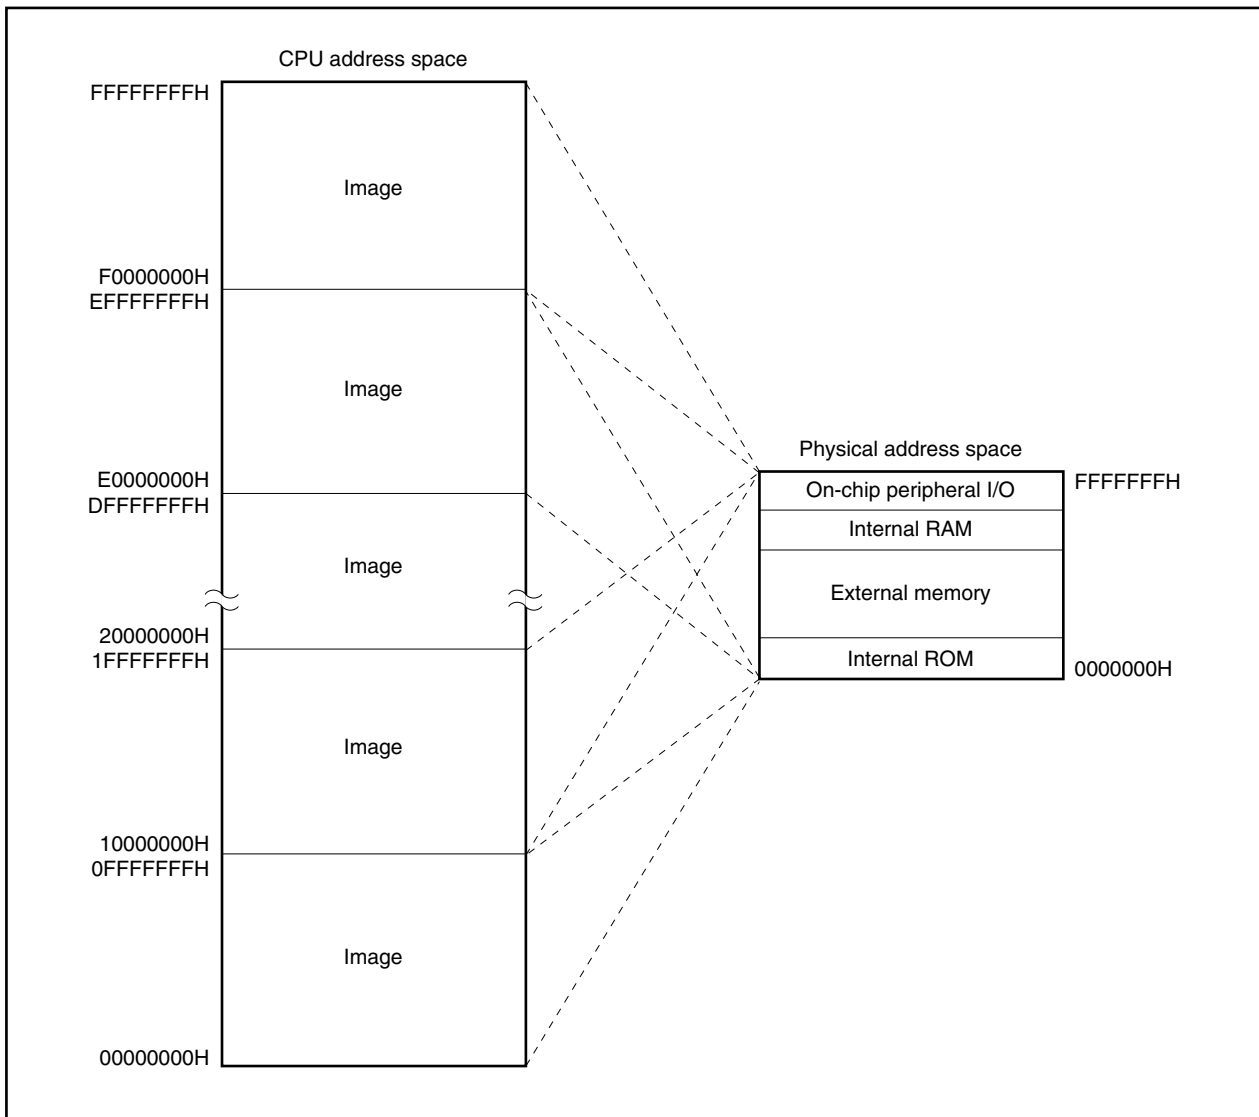 CPU address space
FFFFFFFFH
Image
F0000000H
EFFFFFFFH
Image
E0000000H
DFFFFFFFH
Image
20000000H
1FFFFFFFH
Image
10000000H
0FFFFFFFH
Image
00000000H
Physical address space
On-chip peripheral I/O
FFFFFFFH
Internal RAM
External memory
Internal ROM
0000000H